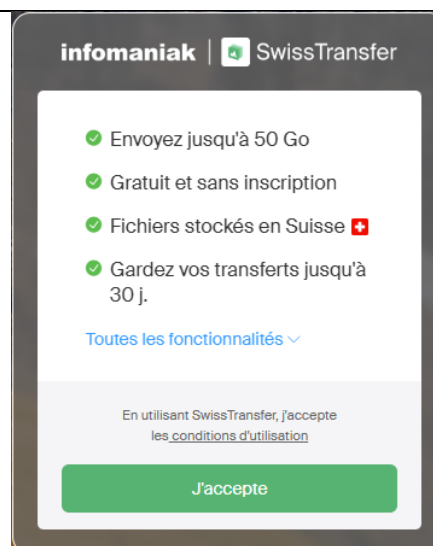 infomaniak | SwissTransfer
Envoyez jusqu'à 50 Go
Gratuit et sans inscription
Fichiers stockés en Suisse
Gardez vos transferts jusqu'à
30 j.
Toutes les fonctionnalités
En utilisant SwissTransfer, j'accepte
les conditions d'utilisation
J'accepte